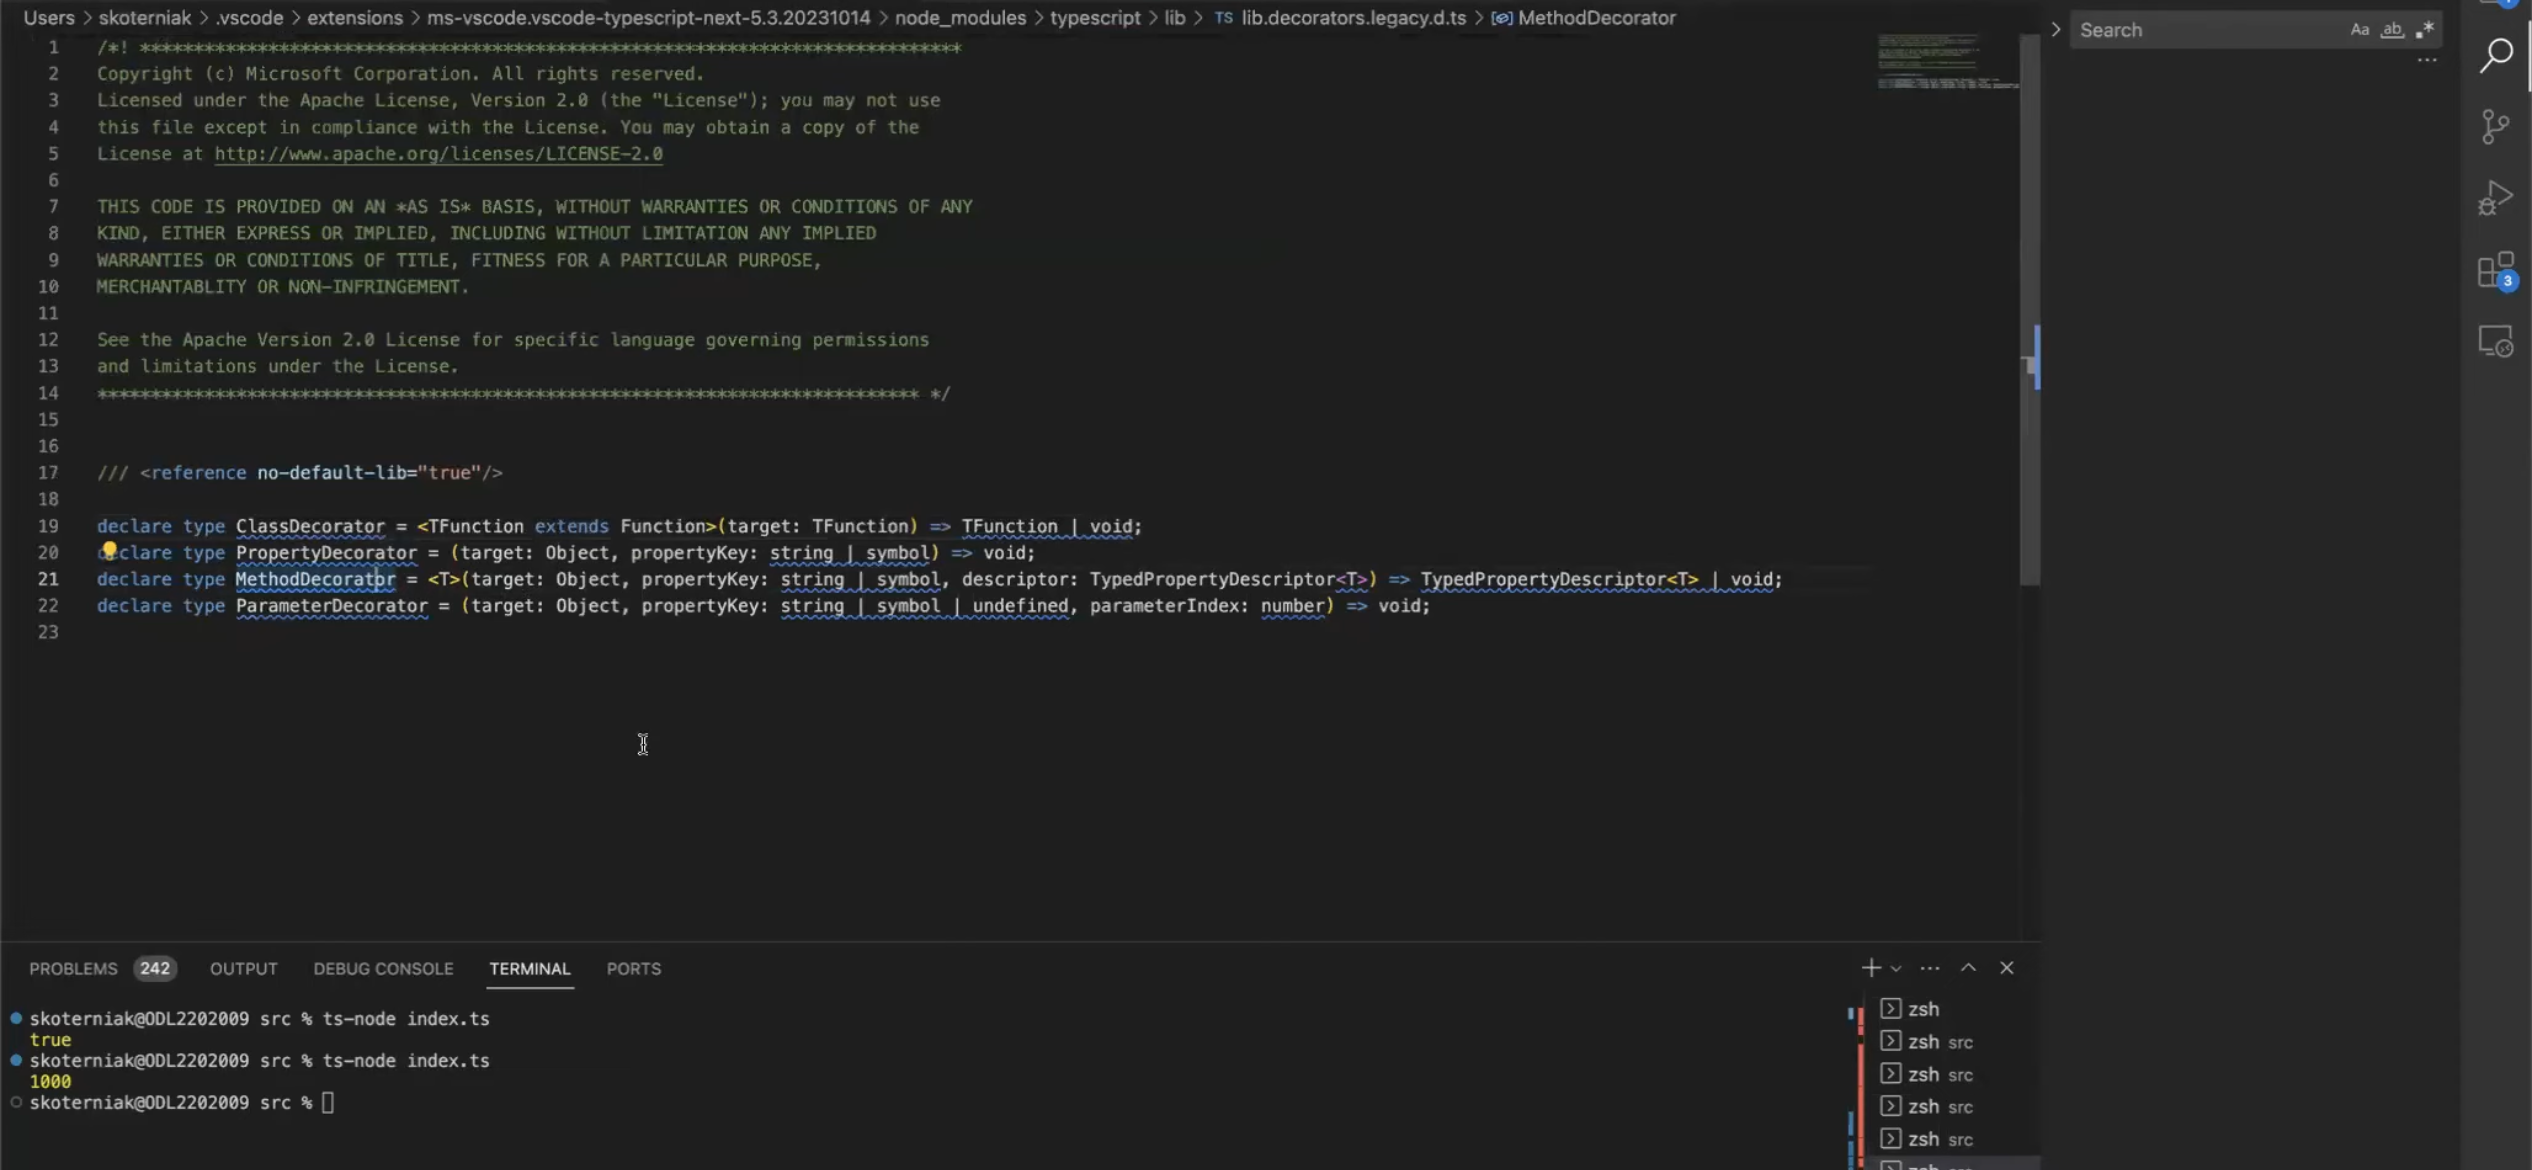 Users > skoterniak > .vscode > extensions > ms-vscode.vscode-typescript-next-5.3.20231014 > node_modules > typescript > lib > TS lib.decorators.legacy.d.ts > MethodDecorator
1 /*! *****************************************************************************
2 Copyright (c) Microsoft Corporation. All rights reserved.
3 Licensed under the Apache License, Version 2.0 (the "License"); you may not use
4 this file except in compliance with the License. You may obtain a copy of the
5 License at http://www.apache.org/licenses/LICENSE-2.0
6
7 THIS CODE IS PROVIDED ON AN *AS IS* BASIS, WITHOUT WARRANTIES OR CONDITIONS OF ANY
8 KIND, EITHER EXPRESS OR IMPLIED, INCLUDING WITHOUT LIMITATION ANY IMPLIED
9 WARRANTIES OR CONDITIONS OF TITLE, FITNESS FOR A PARTICULAR PURPOSE,
10 MERCHANTABLITY OR NON-INFRINGEMENT.
11
12 See the Apache Version 2.0 License for specific language governing permissions
13 and limitations under the License.
14 ***************************************************************************** */
15
16
17 /// <reference no-default-lib="true"/>
18
19 declare type ClassDecorator = <TFunction extends Function>(target: TFunction) => TFunction | void;
20 declare type PropertyDecorator = (target: Object, propertyKey: string | symbol) => void;
21 declare type MethodDecorator = <T>(target: Object, propertyKey: string | symbol, descriptor: TypedPropertyDescriptor<T>) => TypedPropertyDescriptor<T> | void;
22 declare type ParameterDecorator = (target: Object, propertyKey: string | symbol | undefined, parameterIndex: number) => void;
23
Search Aa ab .*
3
PROBLEMS 242 OUTPUT DEBUG CONSOLE TERMINAL PORTS
skoterniak@ODL2202009 src % ts-node index.ts
true
skoterniak@ODL2202009 src % ts-node index.ts
1000
skoterniak@ODL2202009 src %
zsh
zsh src
zsh src
zsh src
zsh src